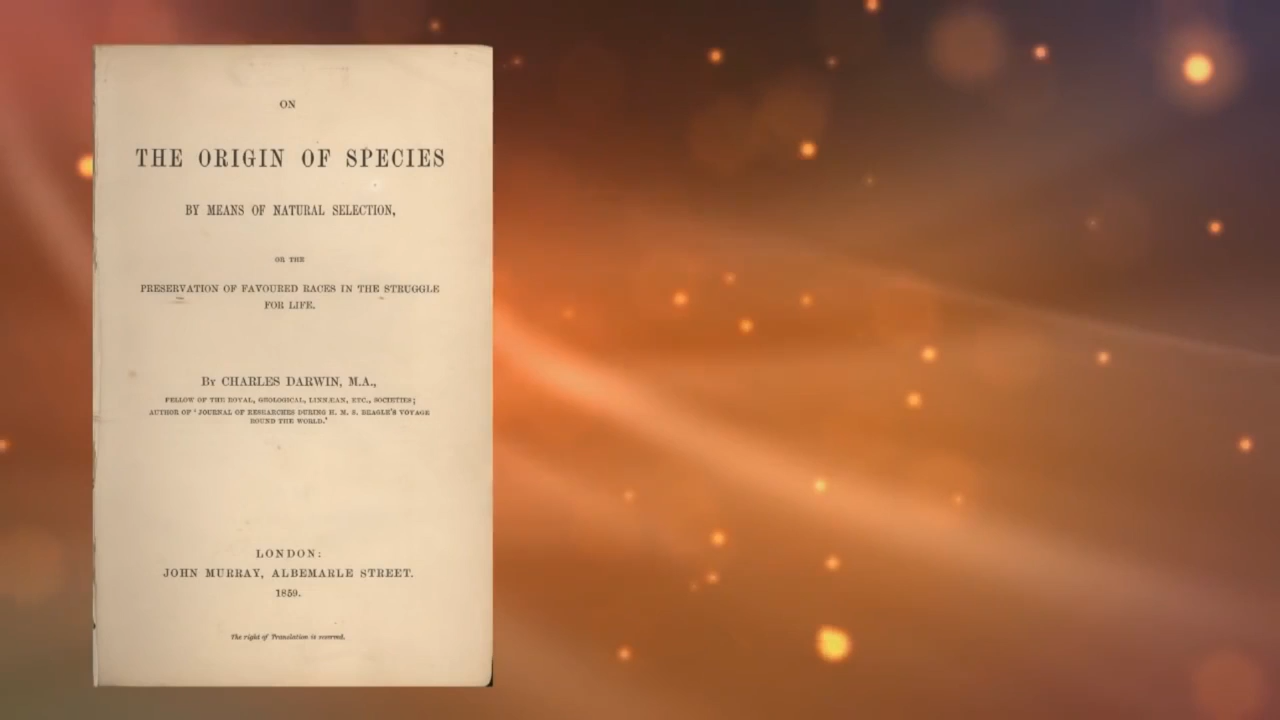 ON
THE ORIGIN OF SPECIES
BY MEANS OF NATURAL SELECTION,
OR THE
PRESERVATION OF FAVOURED RACES IN THE STRUGGLE
FOR LIFE.
BY CHARLES DARWIN, M.A.,
FELLOW OF THE ROYAL, GEOLOGICAL, LINNÆAN, ETC., SOCIETIES;
AUTHOR OF 'JOURNAL OF RESEARCHES DURING H. M. S. BEAGLE'S VOYAGE
ROUND THE WORLD.'
LONDON:
JOHN MURRAY, ALBEMARLE STREET.
1859.
The right of Translation is reserved.